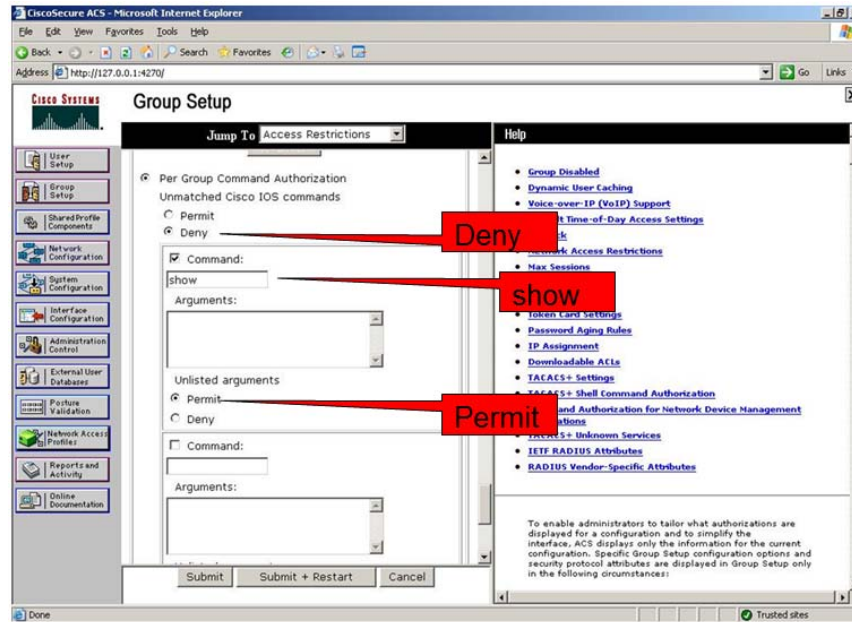 CiscoSecure ACS - Microsoft Internet Explorer
File Edit View Favorites Tools Help
Back Search Favorites
Address http://127.0.0.1:4270/ Go Links
CISCO SYSTEMS
Group Setup
Jump To Access Restrictions
User Setup
Group Setup
Shared Profile Components
Network Configuration
System Configuration
Interface Configuration
Administration Control
External User Databases
Posture Validation
Network Access Profiles
Reports and Activity
Online Documentation
Per Group Command Authorization
Unmatched Cisco IOS commands
Permit
Deny
Deny
Command:
show
show
Arguments:
Unlisted arguments
Permit
Permit
Deny
Command:
Arguments:
Submit Submit + Restart Cancel
Help
Group Disabled
Dynamic User Caching
Voice-over-IP (VoIP) Support
Time-of-Day Access Settings
Network Access Restrictions
Max Sessions
Token Card Settings
Password Aging Rules
IP Assignment
Downloadable ACLs
TACACS+ Settings
TACACS+ Shell Command Authorization
Authorization for Network Device Management
TACACS+ Unknown Services
IETF RADIUS Attributes
RADIUS Vendor-Specific Attributes
To enable administrators to tailor what authorizations are
displayed for a configuration and to simplify the
interface, ACS displays only the information for the current
configuration. Specific Group Setup configuration options and
security protocol attributes are displayed in Group Setup only
in the following circumstances:
Done Trusted sites